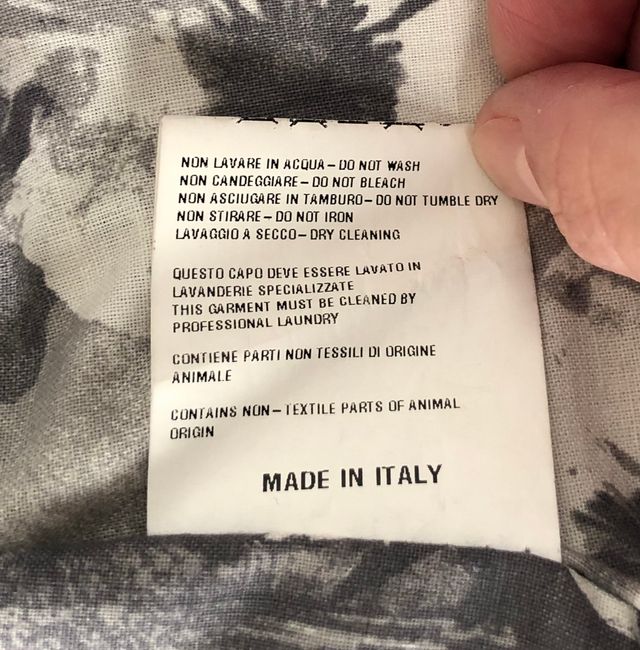 NON LAVARE IN ACQUA – DO NOT WASH
NON CANDEGGIARE – DO NOT BLEACH
NON ASCIUGARE IN TAMBURO – DO NOT TUMBLE DRY
NON STIRARE – DO NOT IRON
LAVAGGIO A SECCO – DRY CLEANING
QUESTO CAPO DEVE ESSERE LAVATO IN
LAVANDERIE SPECIALIZZATE
THIS GARMENT MUST BE CLEANED BY
PROFESSIONAL LAUNDRY
CONTIENE PARTI NON TESSILI DI ORIGINE
ANIMALE
CONTAINS NON – TEXTILE PARTS OF ANIMAL
ORIGIN
MADE IN ITALY